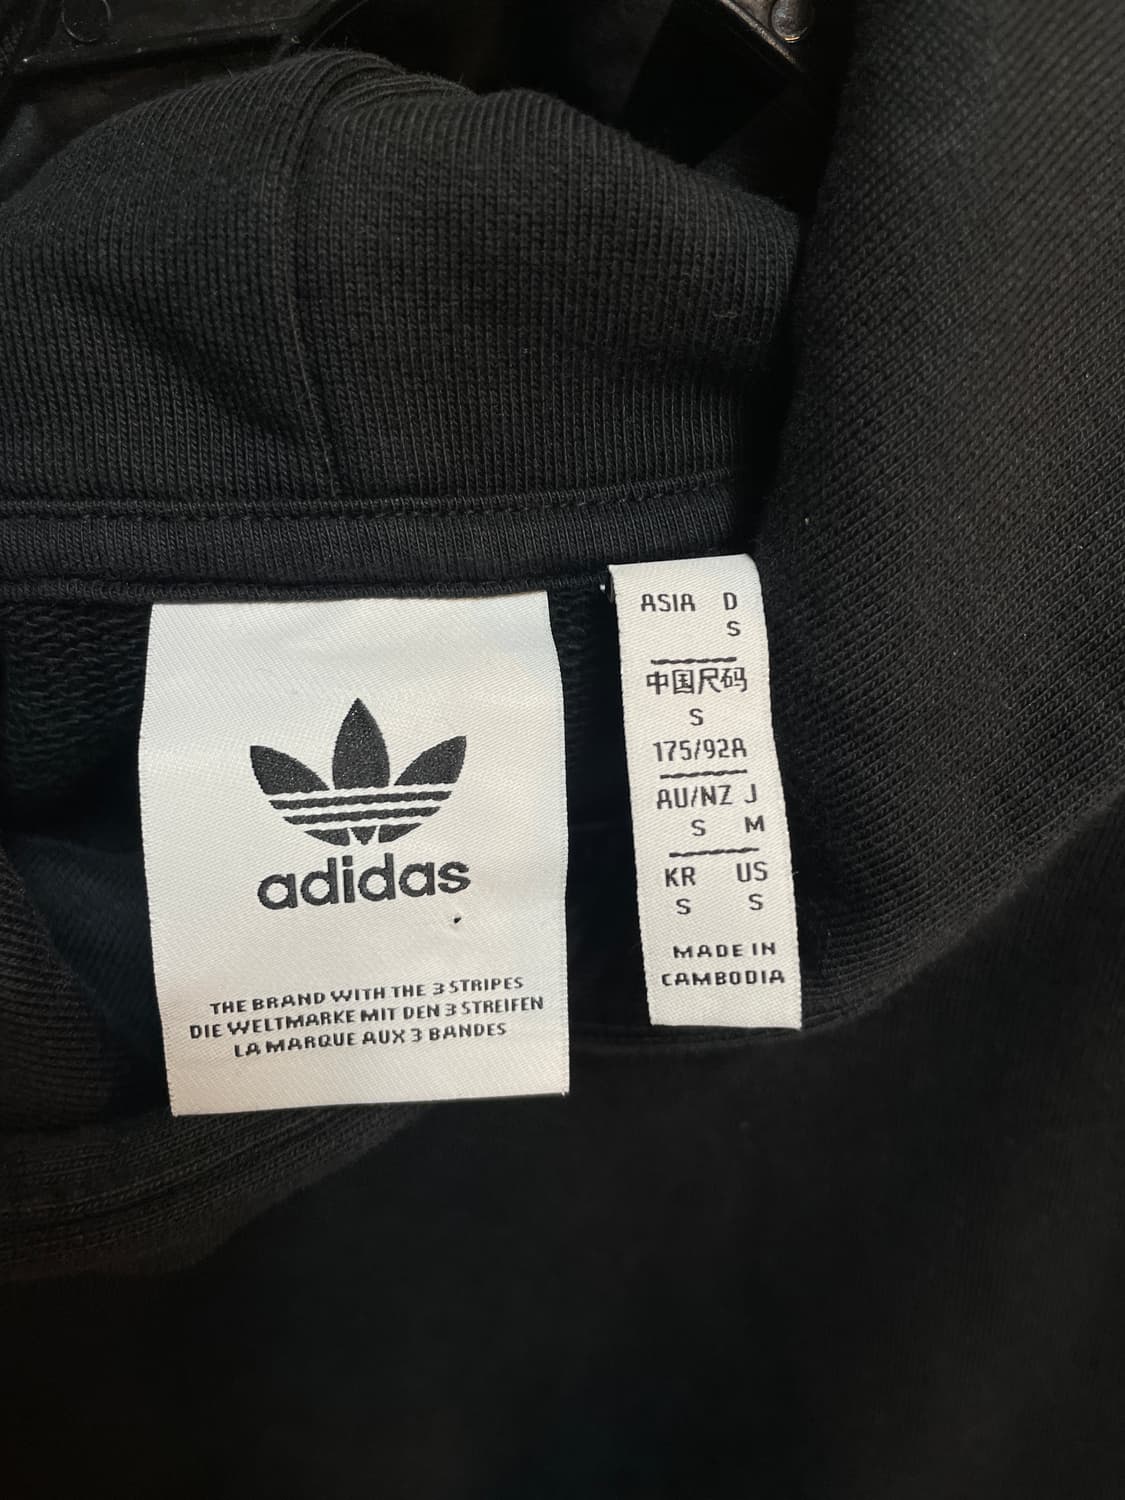 adidas
THE BRAND WITH THE 3 STRIPES
DIE WELTMARKE MIT DEN 3 STREIFEN
LA MARQUE AUX 3 BANDES
ASIA D
S
中国尺码
S
175/92A
AU/NZ J
S M
KR US
S S
MADE IN
CAMBODIA